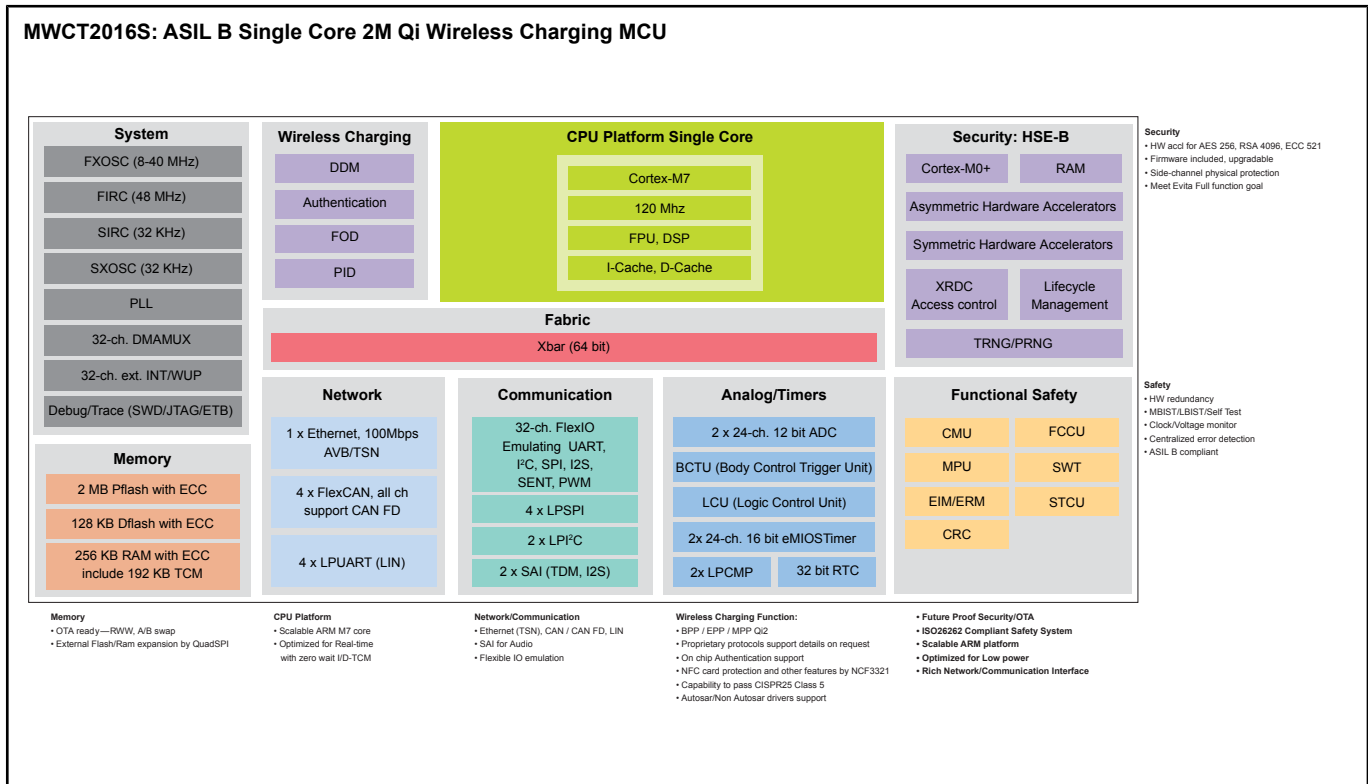 MWCT2016S: ASIL B Single Core 2M Qi Wireless Charging MCU
System
FXOSC (8-40 MHz)
FIRC (48 MHz)
SIRC (32 KHz)
SXOSC (32 KHz)
PLL
32-ch. DMAMUX
32-ch. ext. INT/WUP
Debug/Trace (SWD/JTAG/ETB)
Memory
2 MB Pflash with ECC
128 KB Dflash with ECC
256 KB RAM with ECC
include 192 KB TCM
Wireless Charging
DDM
Authentication
FOD
PID
CPU Platform Single Core
Cortex-M7
120 Mhz
FPU, DSP
I-Cache, D-Cache
Fabric
Xbar (64 bit)
Network
1 x Ethernet, 100Mbps
AVB/TSN
4 x FlexCAN, all ch
support CAN FD
4 x LPUART (LIN)
Communication
32-ch. FlexIO
Emulating UART,
I²C, SPI, I2S,
SENT, PWM
4 x LPSPI
2 x LPI²C
2 x SAI (TDM, I2S)
Analog/Timers
2 x 24-ch. 12 bit ADC
BCTU (Body Control Trigger Unit)
LCU (Logic Control Unit)
2x 24-ch. 16 bit eMIOSTimer
2x LPCMP
32 bit RTC
Security: HSE-B
Cortex-M0+
RAM
Asymmetric Hardware Accelerators
Symmetric Hardware Accelerators
XRDC
Access control
Lifecycle
Management
TRNG/PRNG
Functional Safety
CMU
FCCU
MPU
SWT
EIM/ERM
STCU
CRC
Security
• HW accl for AES 256, RSA 4096, ECC 521
• Firmware included, upgradable
• Side-channel physical protection
• Meet Evita Full function goal
Safety
• HW redundancy
• MBIST/LBIST/Self Test
• Clock/Voltage monitor
• Centralized error detection
• ASIL B compliant
Memory
• OTA ready—RWW, A/B swap
• External Flash/Ram expansion by QuadSPI
CPU Platform
• Scalable ARM M7 core
• Optimized for Real-time
with zero wait I/D-TCM
Network/Communication
• Ethernet (TSN), CAN / CAN FD, LIN
• SAI for Audio
• Flexible IO emulation
Wireless Charging Function:
• BPP / EPP / MPP Qi2
• Proprietary protocols support details on request
• On chip Authentication support
• NFC card protection and other features by NCF3321
• Capability to pass CISPR25 Class 5
• Autosar/Non Autosar drivers support
• Future Proof Security/OTA
• ISO26262 Compliant Safety System
• Scalable ARM platform
• Optimized for Low power
• Rich Network/Communication Interface